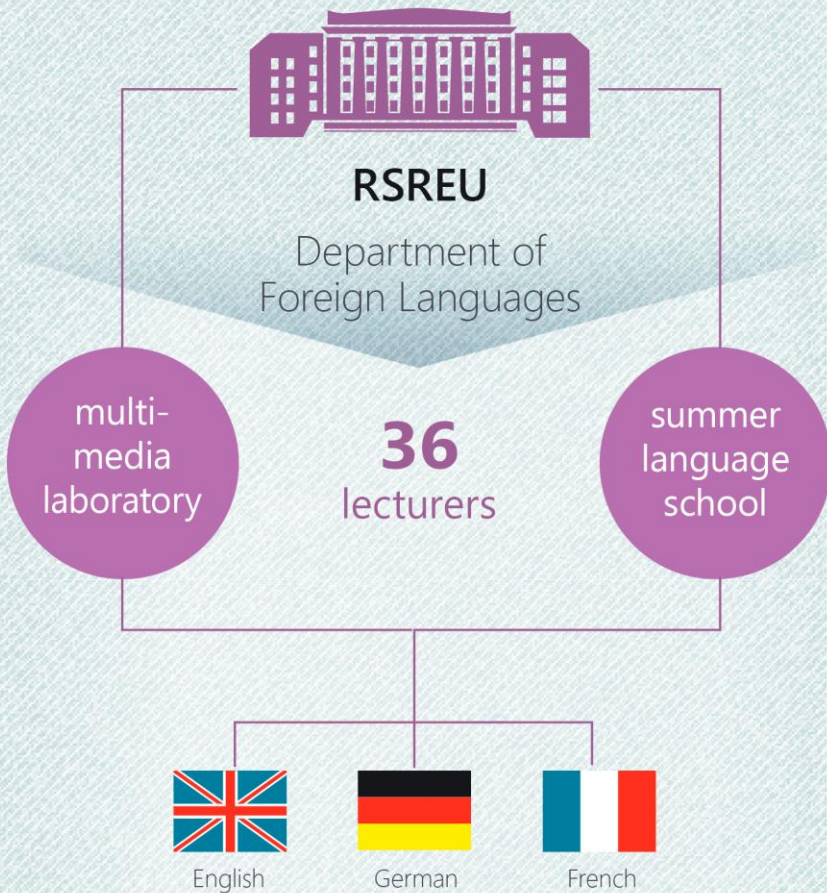 RSREU
Department of
Foreign Languages
multi-
media
laboratory
36
lecturers
summer
language
school
English
German
French